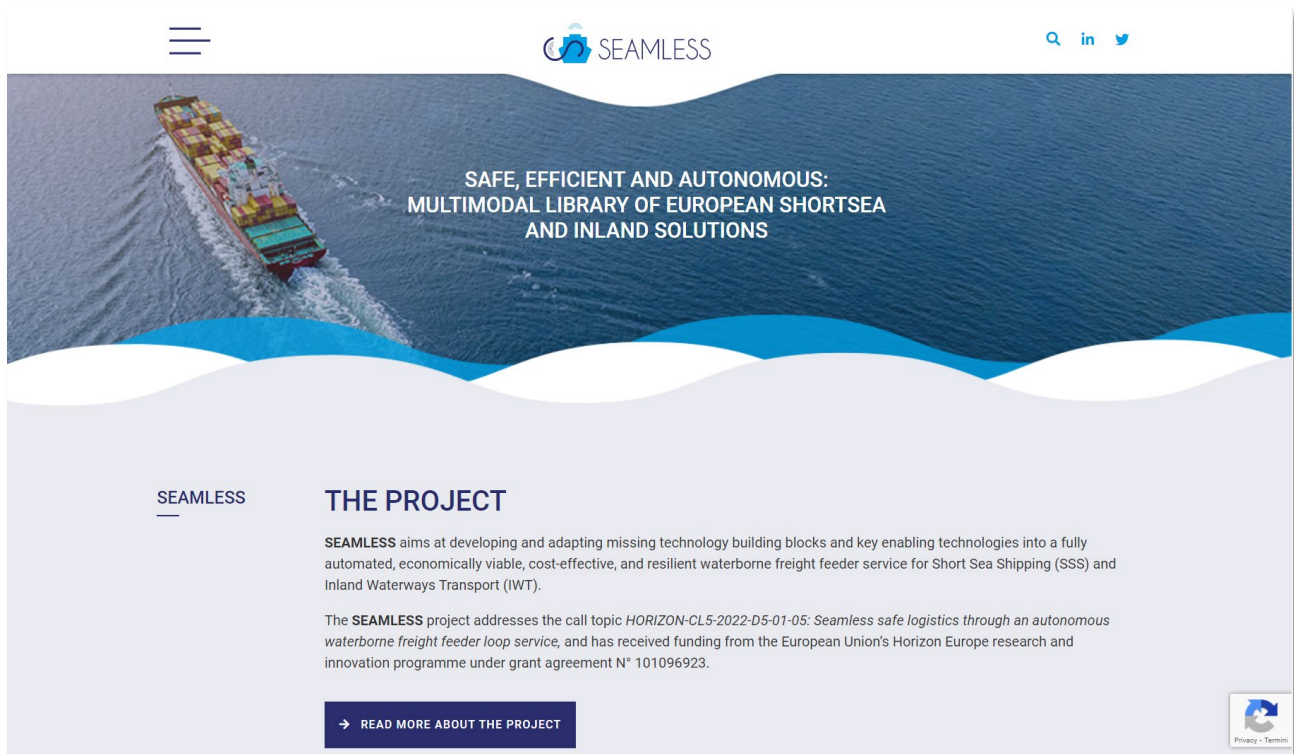 SEAMLESS
in
SAFE, EFFICIENT AND AUTONOMOUS:
MULTIMODAL LIBRARY OF EUROPEAN SHORTSEA
AND INLAND SOLUTIONS
SEAMLESS
THE PROJECT
SEAMLESS aims at developing and adapting missing technology building blocks and key enabling technologies into a fully
automated, economically viable, cost-effective, and resilient waterborne freight feeder service for Short Sea Shipping (SSS) and
Inland Waterways Transport (IWT).
The SEAMLESS project addresses the call topic HORIZON-CL5-2022-D5-01-05: Seamless safe logistics through an autonomous
waterborne freight feeder loop service, and has received funding from the European Union’s Horizon Europe research and
innovation programme under grant agreement N° 101096923.
→ READ MORE ABOUT THE PROJECT
Privacy - Termini